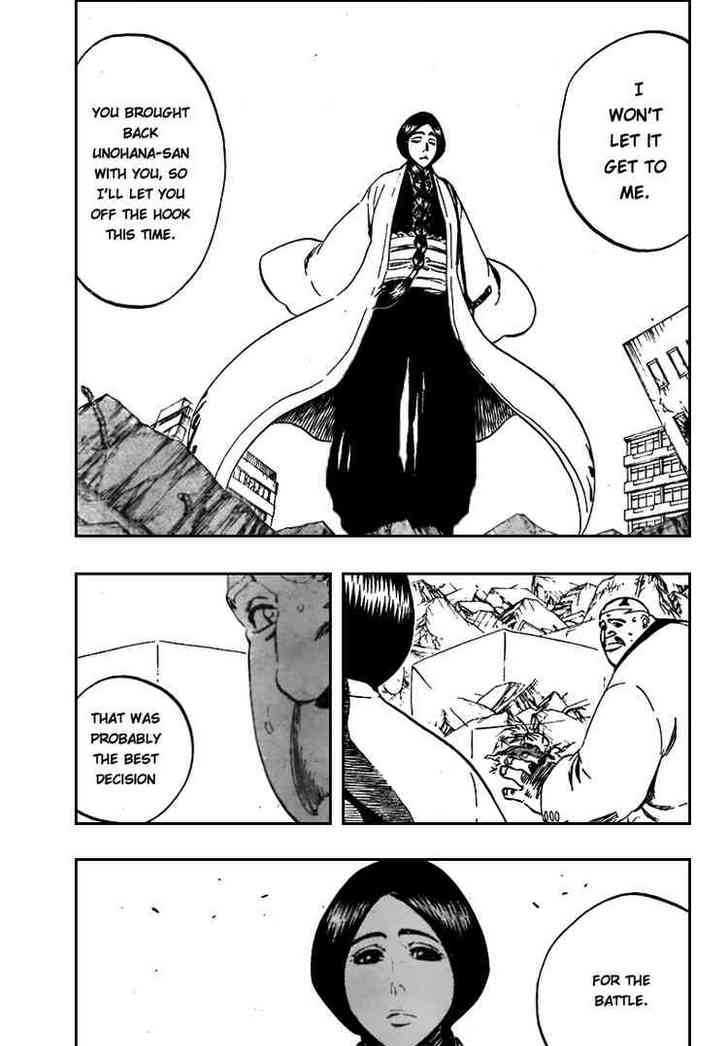 I
WON'T
LET IT
GET TO
ME.
YOU BROUGHT
BACK
UNOHANA-SAN
WITH YOU, SO
I'LL LET YOU
OFF THE HOOK
THIS TIME.
THAT WAS
PROBABLY
THE BEST
DECISION
FOR THE
BATTLE.